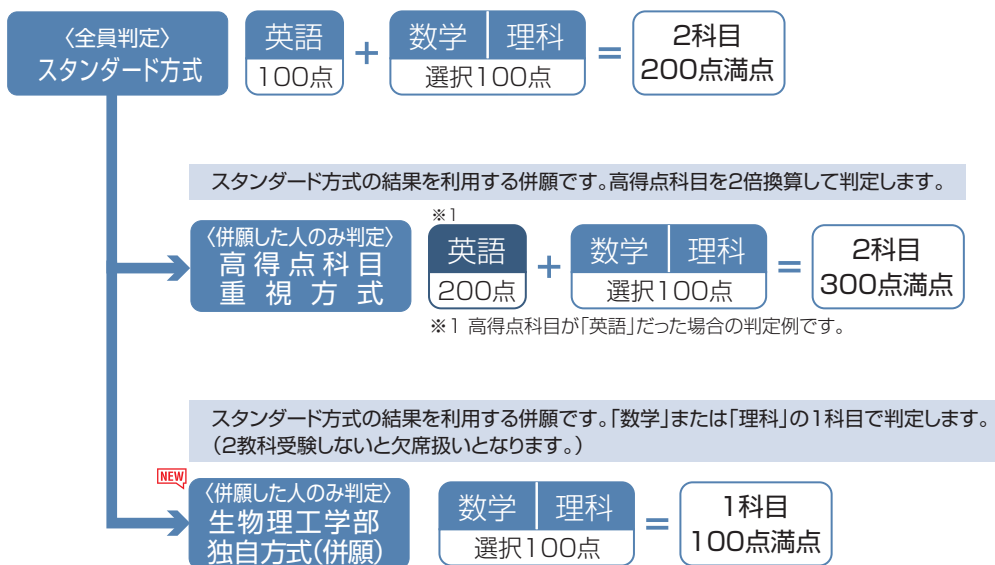 〈全員判定〉
スタンダード方式
英語
100点
+
数学 理科
選択100点
=
2科目
200点満点
スタンダード方式の結果を利用する併願です。高得点科目を2倍換算して判定します。
〈併願した人のみ判定〉
高得点科目
重視方式
※1
英語
200点
+
数学 理科
選択100点
=
2科目
300点満点
※1 高得点科目が「英語」だった場合の判定例です。
スタンダード方式の結果を利用する併願です。「数学」または「理科」の1科目で判定します。
（2教科受験しないと欠席扱いとなります。）
NEW
〈併願した人のみ判定〉
生物理工学部
独自方式(併願)
数学 理科
選択100点
=
1科目
100点満点